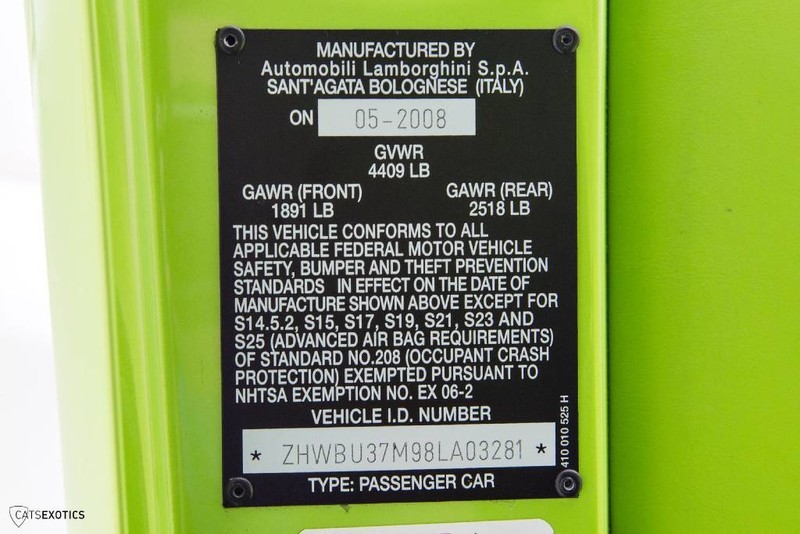 MANUFACTURED BY
Automobili Lamborghini S.p.A.
SANT'AGATA BOLOGNESE (ITALY)
ON 05-2008
GVWR
4409 LB
GAWR (FRONT) GAWR (REAR)
1891 LB 2518 LB
THIS VEHICLE CONFORMS TO ALL
APPLICABLE FEDERAL MOTOR VEHICLE
SAFETY, BUMPER AND THEFT PREVENTION
STANDARDS IN EFFECT ON THE DATE OF
MANUFACTURE SHOWN ABOVE EXCEPT FOR
S14.5.2, S15, S17, S19, S21, S23 AND
S25 (ADVANCED AIR BAG REQUIREMENTS)
OF STANDARD NO.208 (OCCUPANT CRASH
PROTECTION) EXEMPTED PURSUANT TO
NHTSA EXEMPTION NO. EX 06-2
VEHICLE I.D. NUMBER
* ZHWBU37M98LA03281 *
TYPE: PASSENGER CAR
410 010 525 H
CATSEXOTICS